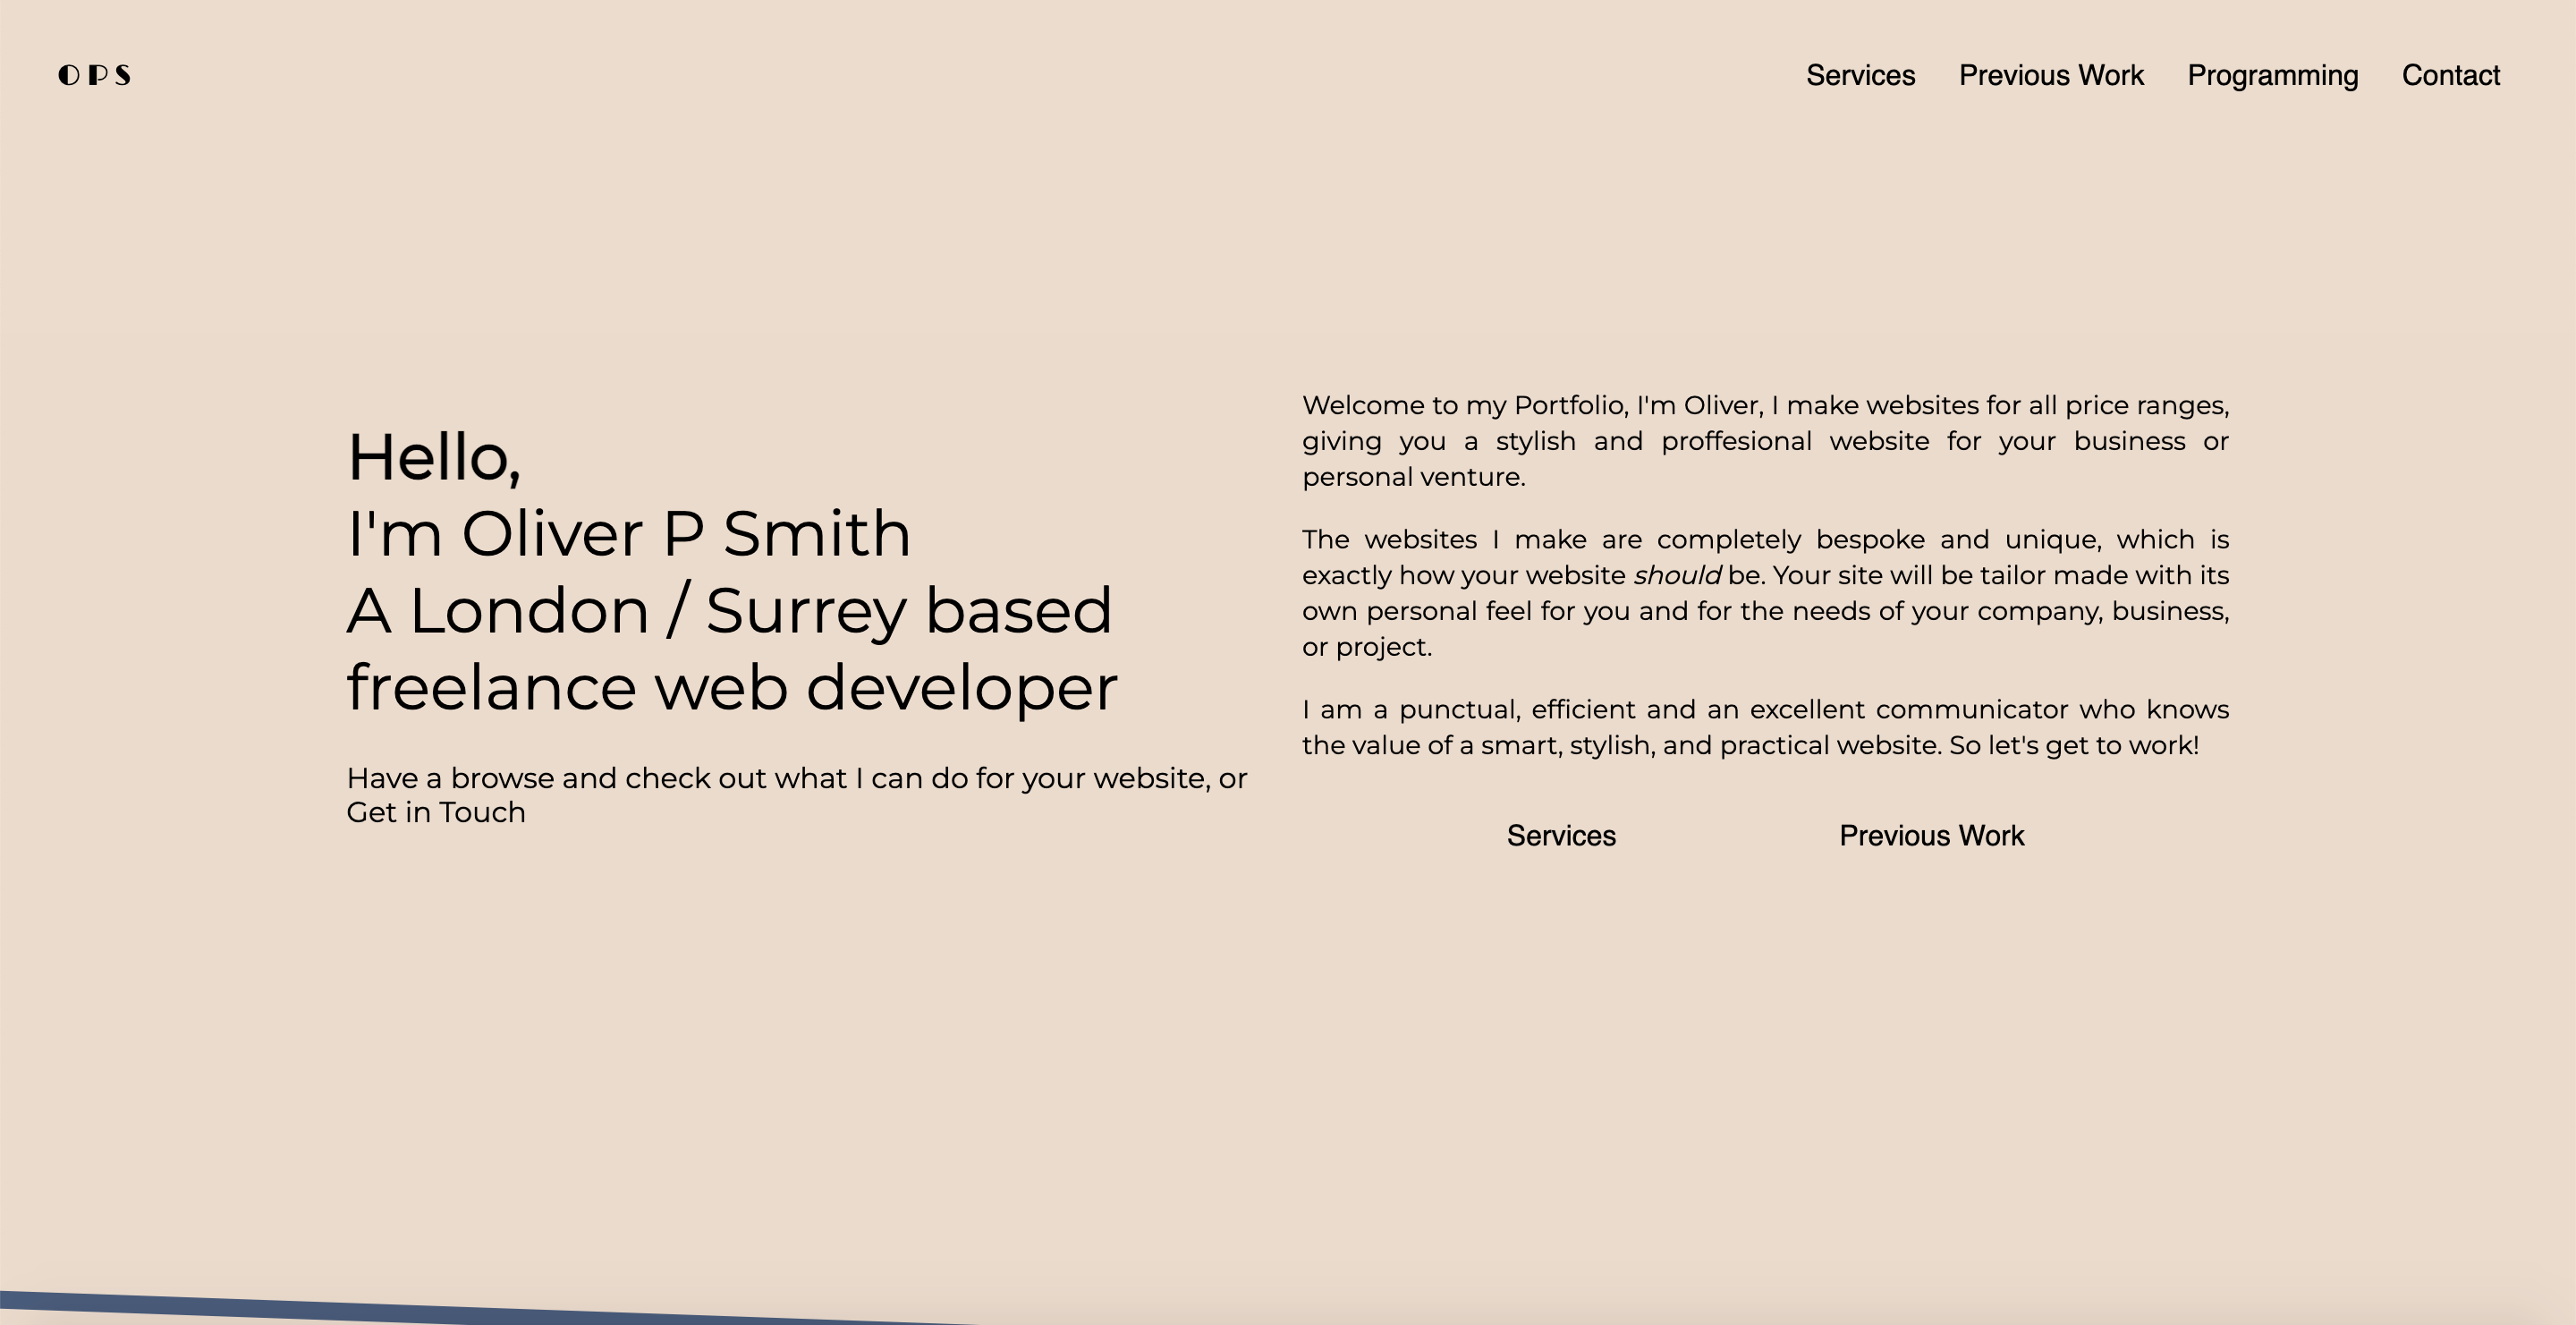 OPS
Services Previous Work Programming Contact
Hello,
I'm Oliver P Smith
A London / Surrey based
freelance web developer
Have a browse and check out what I can do for your website, or
Get in Touch
Welcome to my Portfolio, I'm Oliver, I make websites for all price ranges,
giving you a stylish and proffesional website for your business or
personal venture.
The websites I make are completely bespoke and unique, which is
exactly how your website should be. Your site will be tailor made with its
own personal feel for you and for the needs of your company, business,
or project.
I am a punctual, efficient and an excellent communicator who knows
the value of a smart, stylish, and practical website. So let's get to work!
Services Previous Work